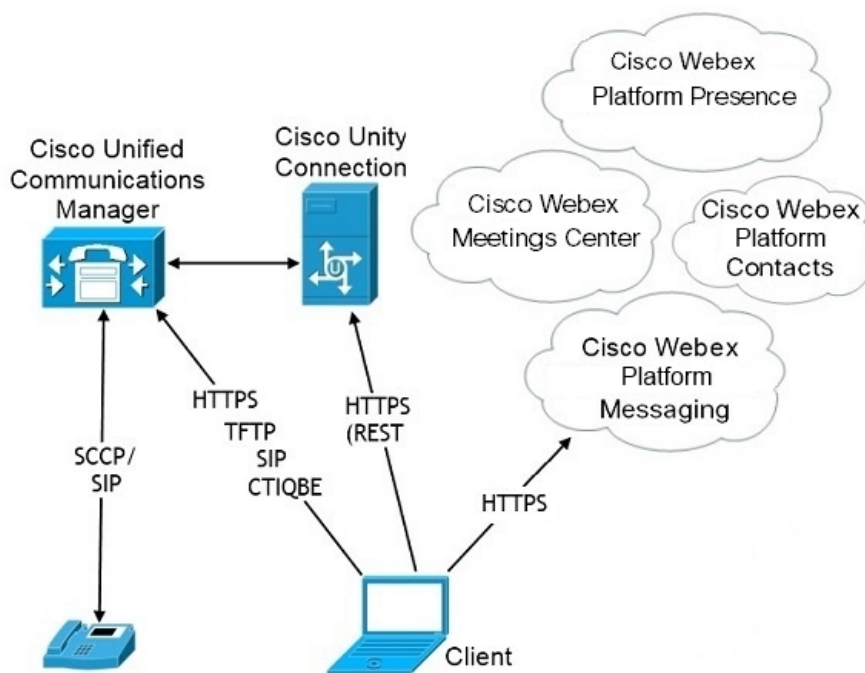 Cisco Webex
Platform Presence
Cisco Unified
Communications
Manager
Cisco Unity
Connection
Cisco Webex
Meetings Center
Cisco Webex
Platform
Contacts
Cisco Webex
Platform
Messaging
U
HTTPS
TFTP
SIP
CTIQBE
HTTPS
(REST
SCCP/
SIP
HTTPS
Client